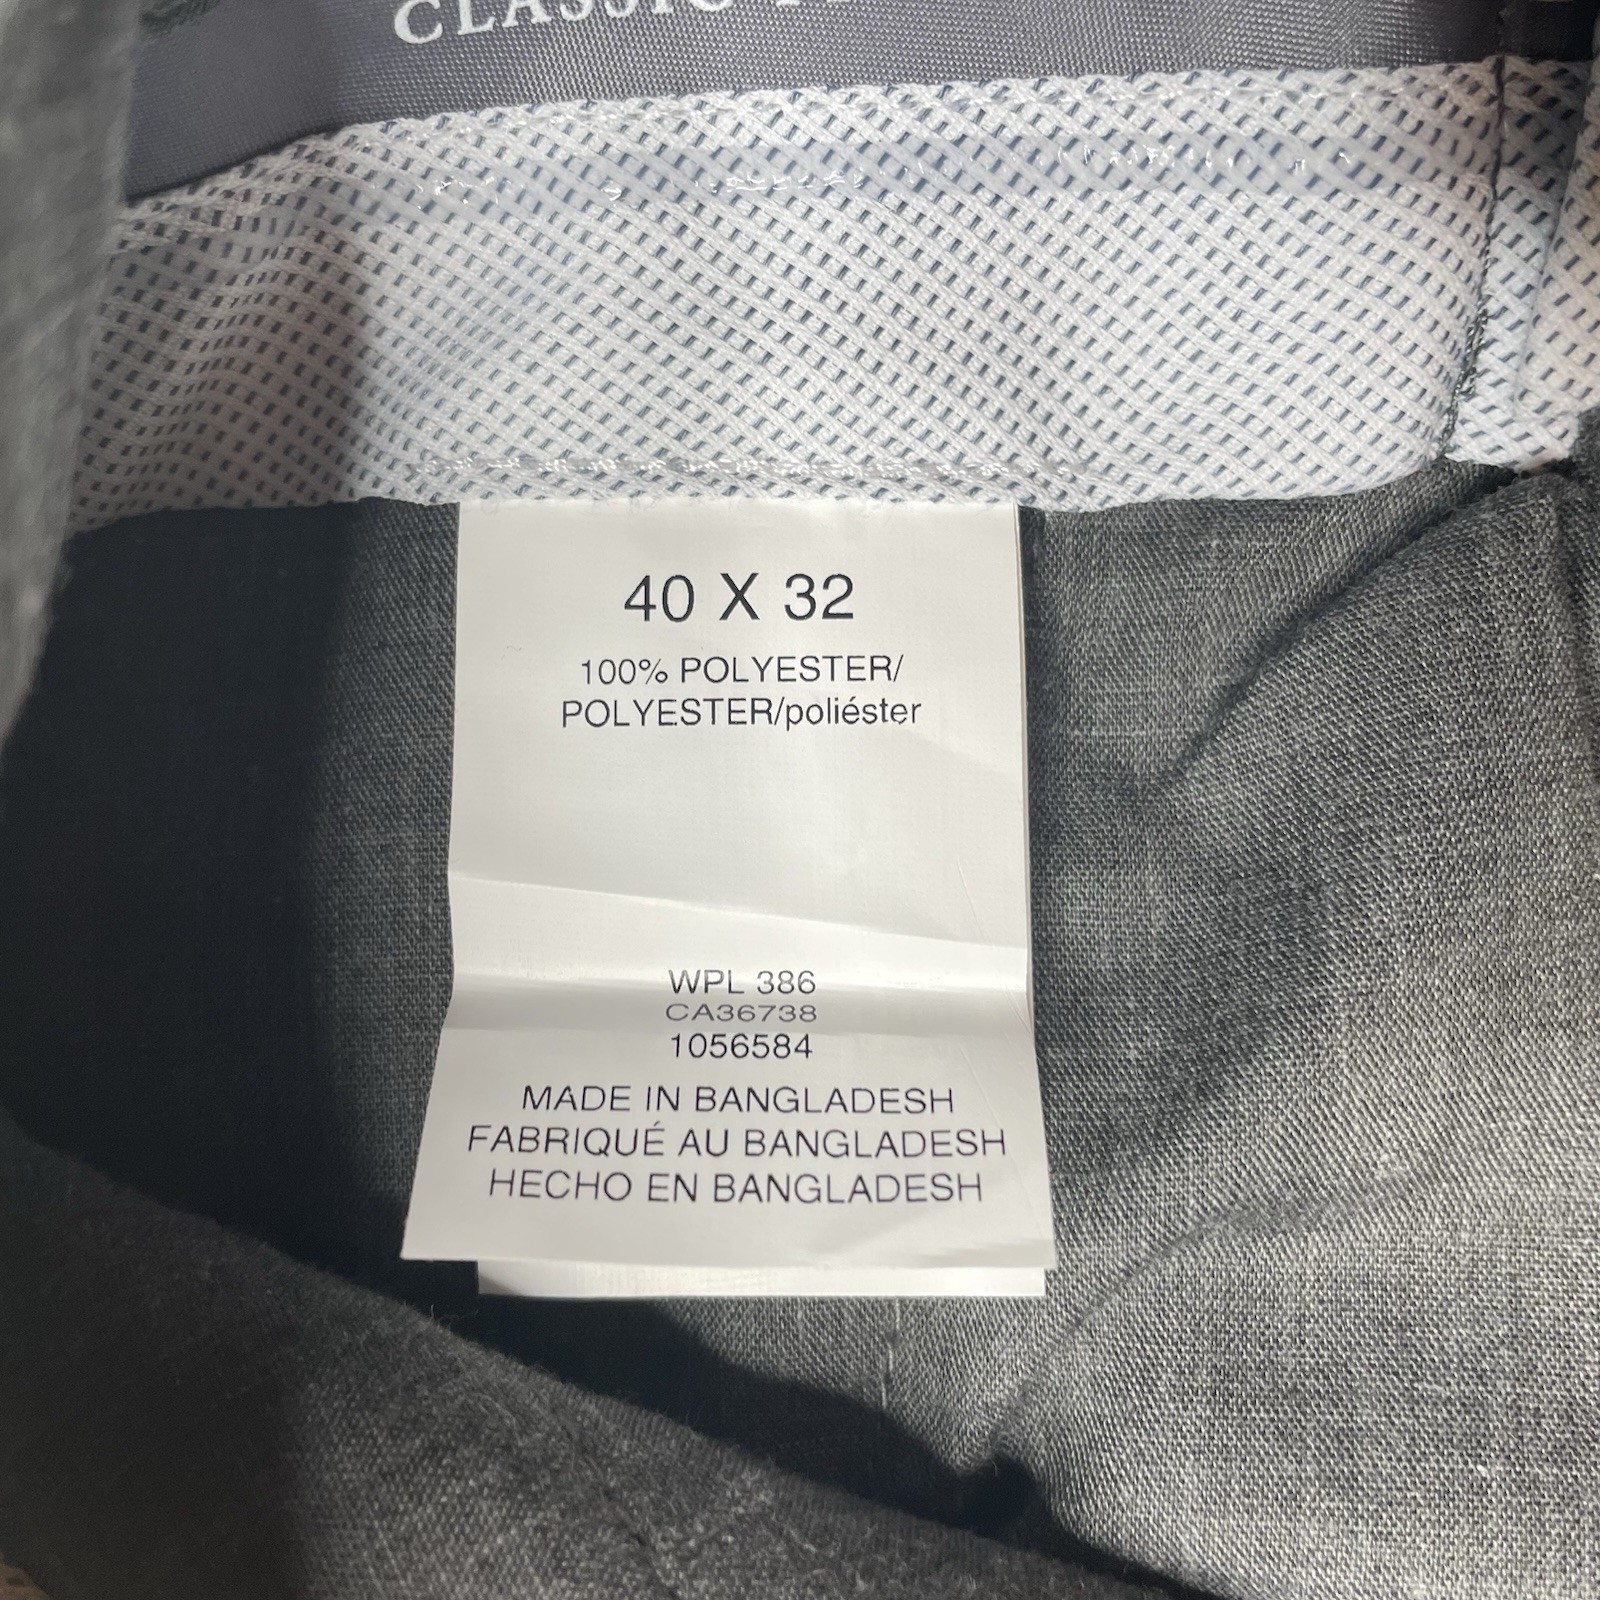 CLASSIC
40 X 32
100% POLYESTER/
POLYESTER/poliéster
WPL 386
CA36738
1056584
MADE IN BANGLADESH
FABRIQUÉ AU BANGLADESH
HECHO EN BANGLADESH